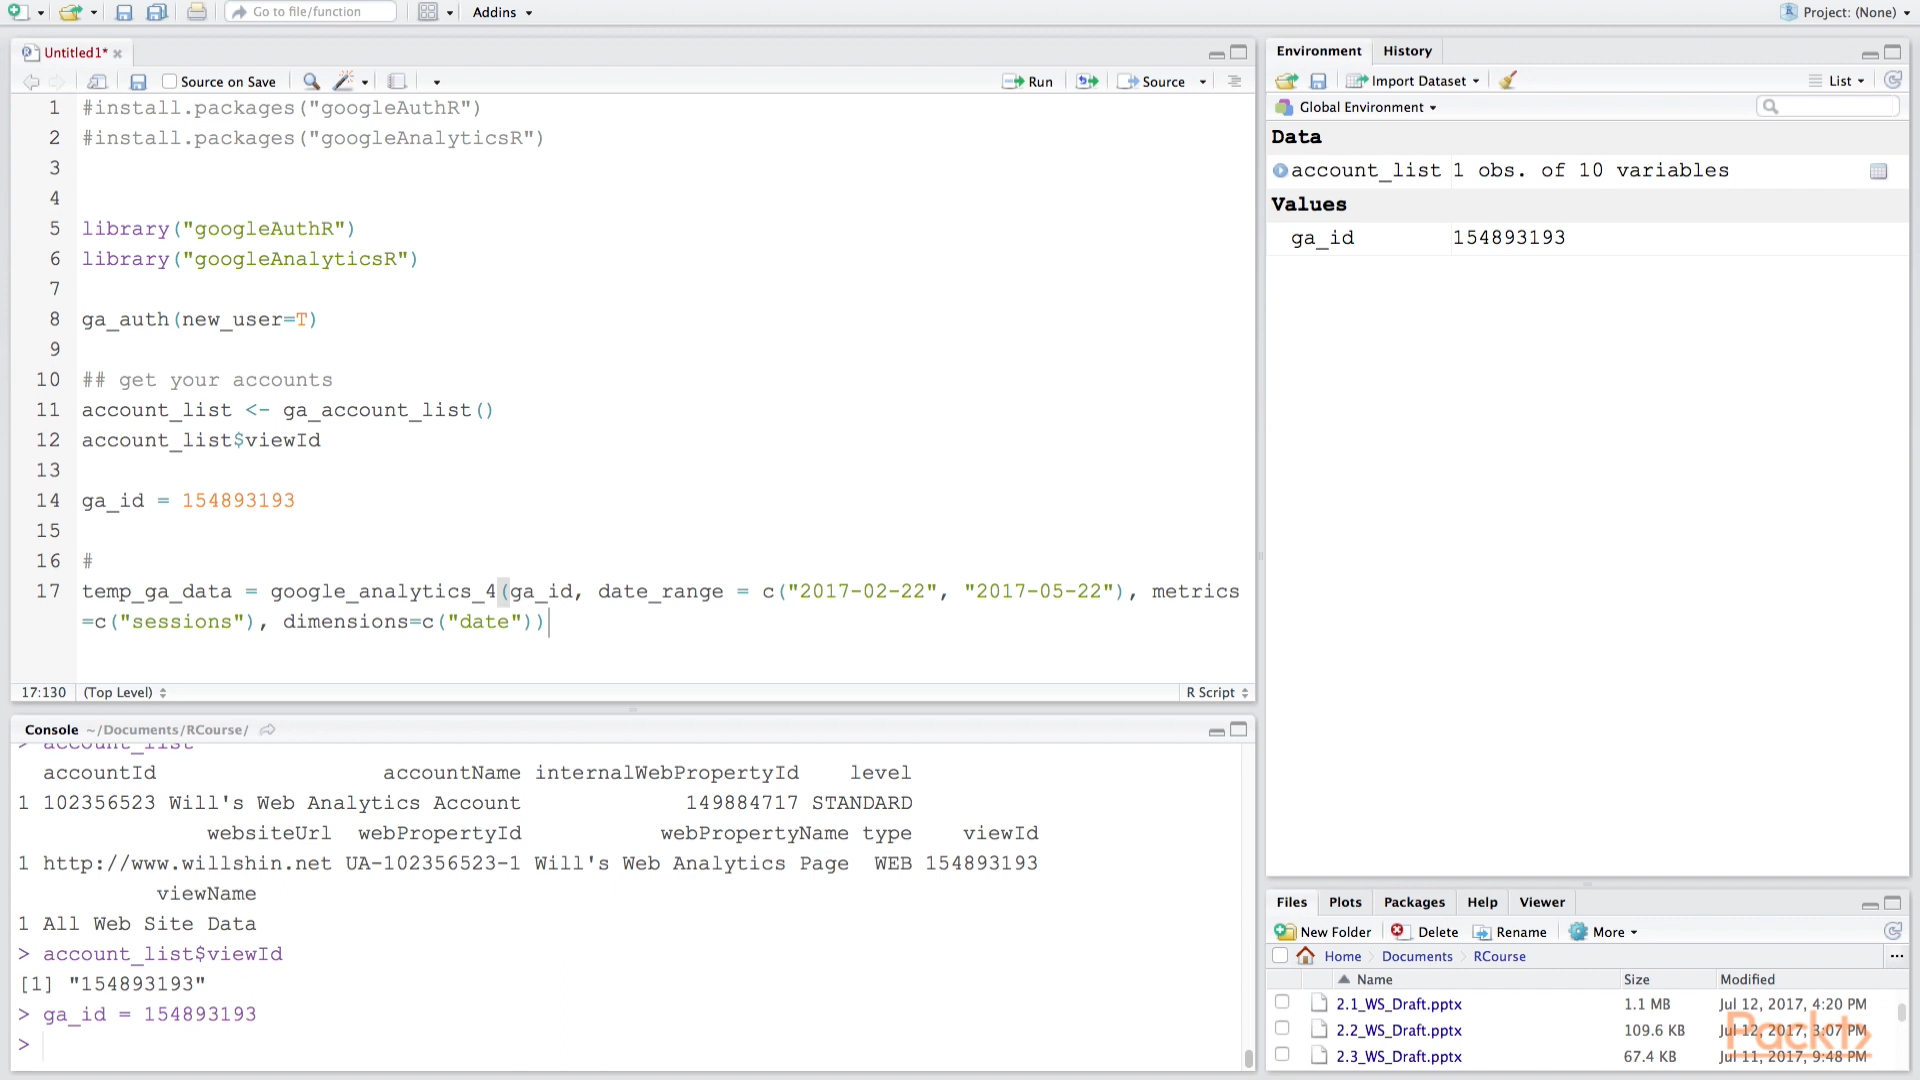 Go to file/function
Addins
Project: (None)
Untitled1*
Source on Save
Run
Source
1 #install.packages("googleAuthR")
2 #install.packages("googleAnalyticsR")
3
4
5 library("googleAuthR")
6 library("googleAnalyticsR")
7
8 ga_auth(new_user=T)
9
10 ## get your accounts
11 account_list <- ga_account_list()
12 account_list$viewId
13
14 ga_id = 154893193
15
16 #
17 temp_ga_data = google_analytics_4(ga_id, date_range = c("2017-02-22", "2017-05-22"), metrics
=c("sessions"), dimensions=c("date"))
17:130 (Top Level) R Script
Console ~/Documents/RCourse/
> account_list
accountId accountName internalWebPropertyId level
1 102356523 Will's Web Analytics Account 149884717 STANDARD
websiteUrl webPropertyId webPropertyName type viewId
1 http://www.willshin.net UA-102356523-1 Will's Web Analytics Page WEB 154893193
viewName
1 All Web Site Data
> account_list$viewId
[1] "154893193"
> ga_id = 154893193
>
Environment History
Import Dataset List
Global Environment
Data
account_list 1 obs. of 10 variables
Values
ga_id 154893193
Files Plots Packages Help Viewer
New Folder Delete Rename More
Home Documents RCourse ...
Name Size Modified
2.1_WS_Draft.pptx 1.1 MB Jul 12, 2017, 4:20 PM
2.2_WS_Draft.pptx 109.6 KB Jul 12, 2017, 3:07 PM
2.3_WS_Draft.pptx 67.4 KB Jul 11, 2017, 9:48 PM
Packt